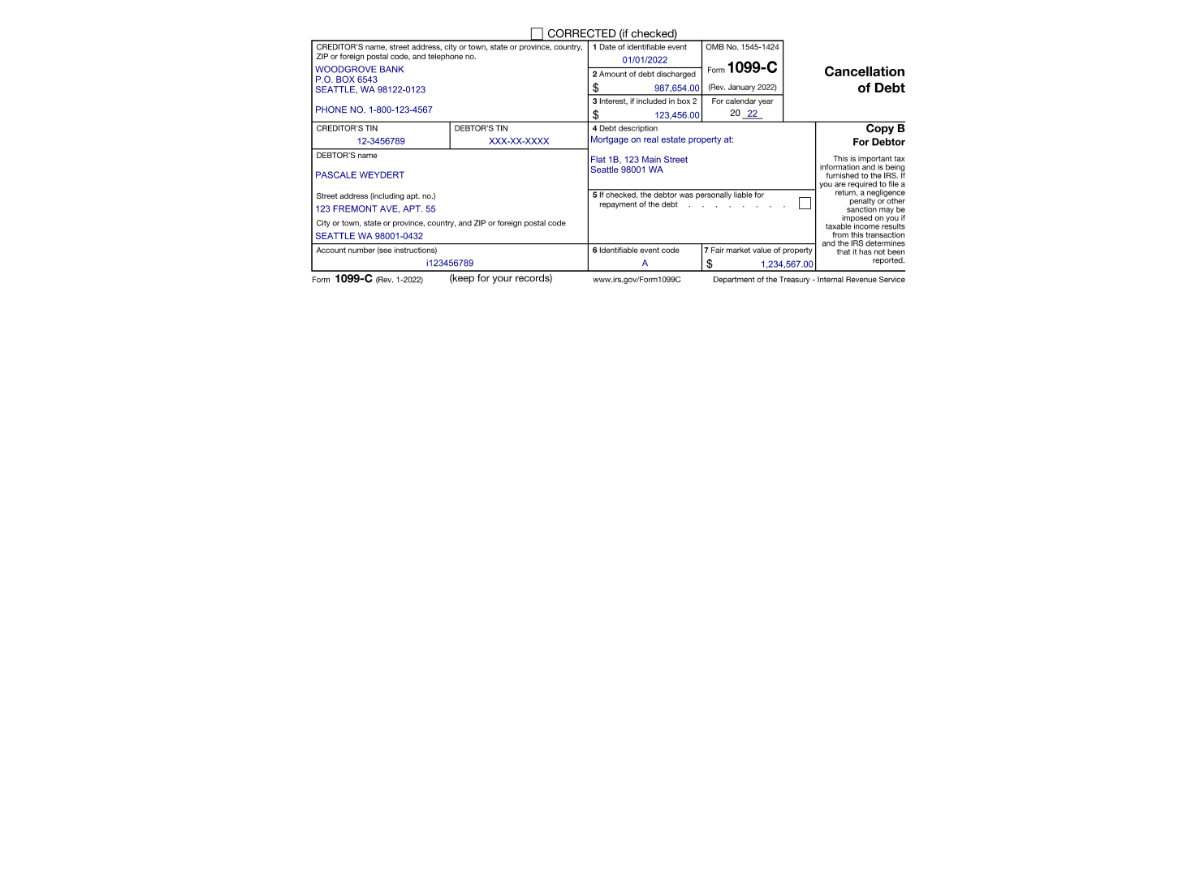 CORRECTED (if checked)
CREDITOR'S name, street address, city or town, state or province, country,
ZIP or foreign postal code, and telephone no.
WOODGROVE BANK
P.O. BOX 6543
SEATTLE, WA 98122-0123
PHONE NO. 1-800-123-4567
1 Date of identifiable event
01/01/2022
2 Amount of debt discharged
$ 987,654.00
3 Interest, if included in box 2
$ 123,456.00
OMB No. 1545-1424
Form 1099-C
(Rev. January 2022)
For calendar year
20 22
Cancellation
of Debt
CREDITOR'S TIN
12-3456789
DEBTOR'S TIN
XXX-XX-XXXX
4 Debt description
Mortgage on real estate property at:
Flat 1B, 123 Main Street
Seattle 98001 WA
Copy B
For Debtor
This is important tax
information and is being
furnished to the IRS. If
you are required to file a
return, a negligence
penalty or other
sanction may be
imposed on you if
taxable income results
from this transaction
and the IRS determines
that it has not been
reported.
DEBTOR'S name
PASCALE WEYDERT
Street address (including apt. no.)
123 FREMONT AVE, APT. 55
5 If checked, the debtor was personally liable for
repayment of the debt . . . . . . . .
City or town, state or province, country, and ZIP or foreign postal code
SEATTLE WA 98001-0432
Account number (see instructions)
i123456789
6 Identifiable event code
A
7 Fair market value of property
$ 1,234,567.00
Form 1099-C (Rev. 1-2022) (keep for your records) www.irs.gov/Form1099C Department of the Treasury - Internal Revenue Service